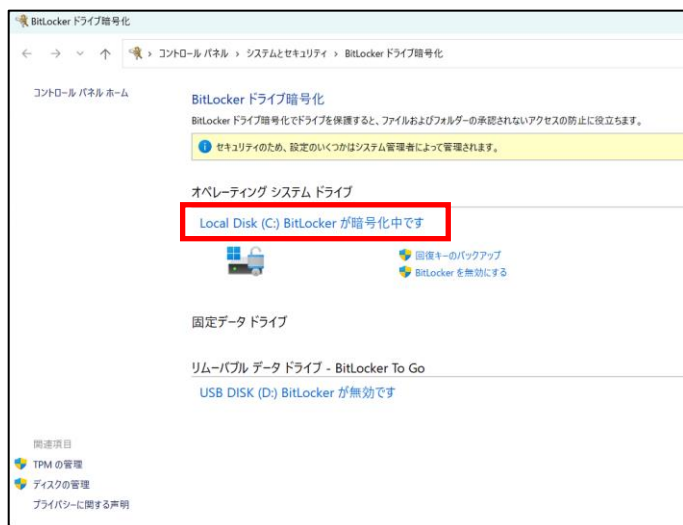 BitLocker ドライブ暗号化
コントロール パネル › システムとセキュリティ › BitLocker ドライブ暗号化
コントロール パネル ホーム
BitLocker ドライブ暗号化
BitLocker ドライブ暗号化でドライブを保護すると、ファイルおよびフォルダーの承認されないアクセスの防止に役立ちます。
セキュリティのため、設定のいくつかはシステム管理者によって管理されます。
オペレーティング システム ドライブ
Local Disk (C:) BitLocker が暗号化中です
回復キーのバックアップ
BitLocker を無効にする
固定データ ドライブ
リムーバブル データ ドライブ - BitLocker To Go
USB DISK (D:) BitLocker が無効です
関連項目
TPM の管理
ディスクの管理
プライバシーに関する声明